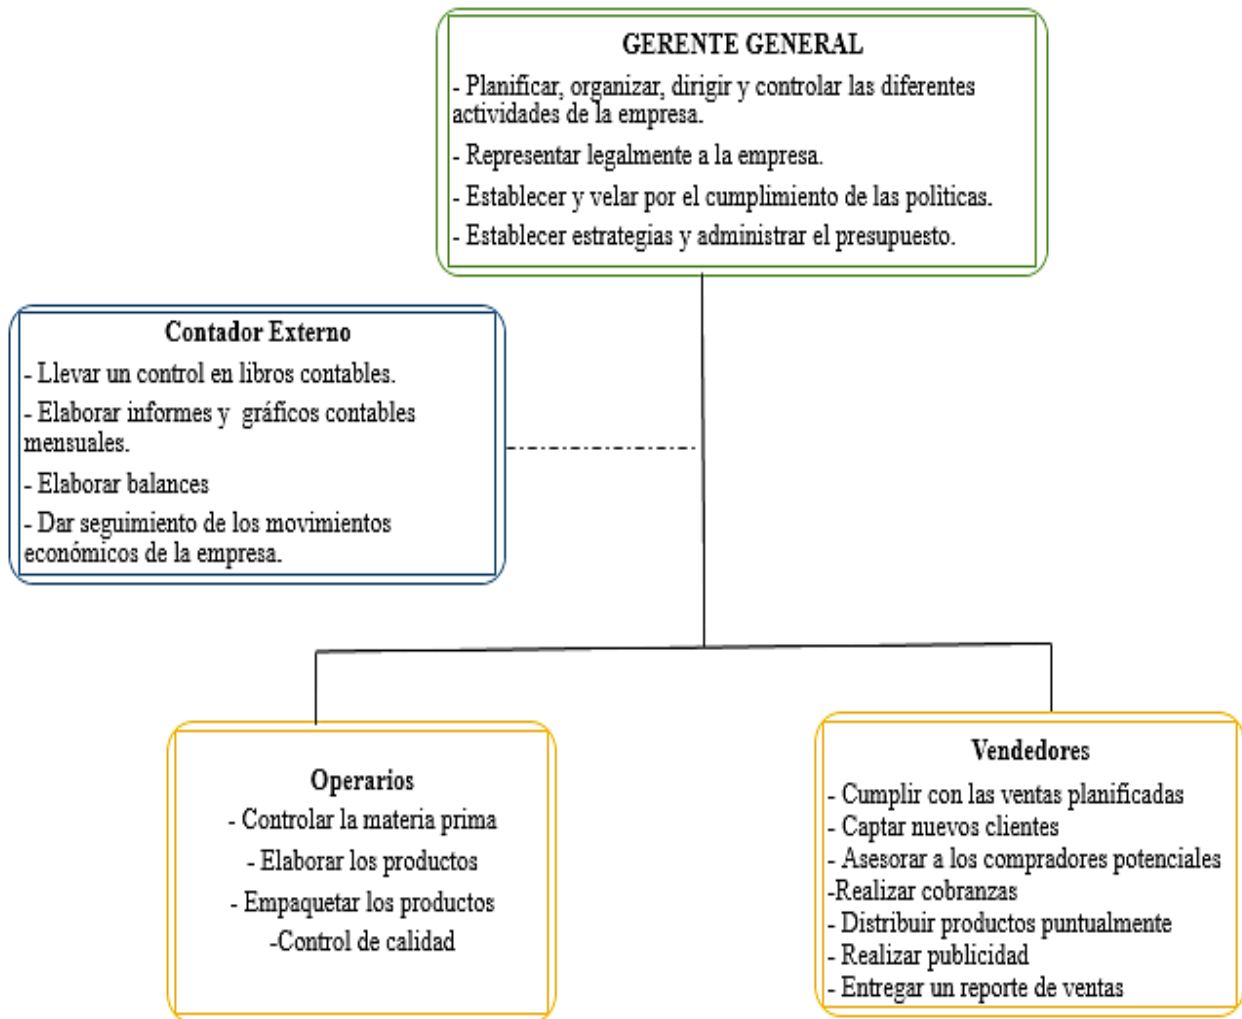 GERENTE GENERAL
- Planificar, organizar, dirigir y controlar las diferentes
actividades de la empresa.
- Representar legalmente a la empresa.
- Establecer y velar por el cumplimiento de las politicas.
- Establecer estrategias y administrar el presupuesto.
Contador Externo
- Llevar un control en libros contables.
- Elaborar informes y gráficos contables
mensuales.
- Elaborar balances
- Dar seguimiento de los movimientos
económicos de la empresa.
Operarios
- Controlar la materia prima
- Elaborar los productos
- Empaquetar los productos
-Control de calidad
Vendedores
- Cumplir con las ventas planificadas
- Captar nuevos clientes
- Asesorar a los compradores potenciales
-Realizar cobranzas
- Distribuir productos puntualmente
- Realizar publicidad
- Entregar un reporte de ventas